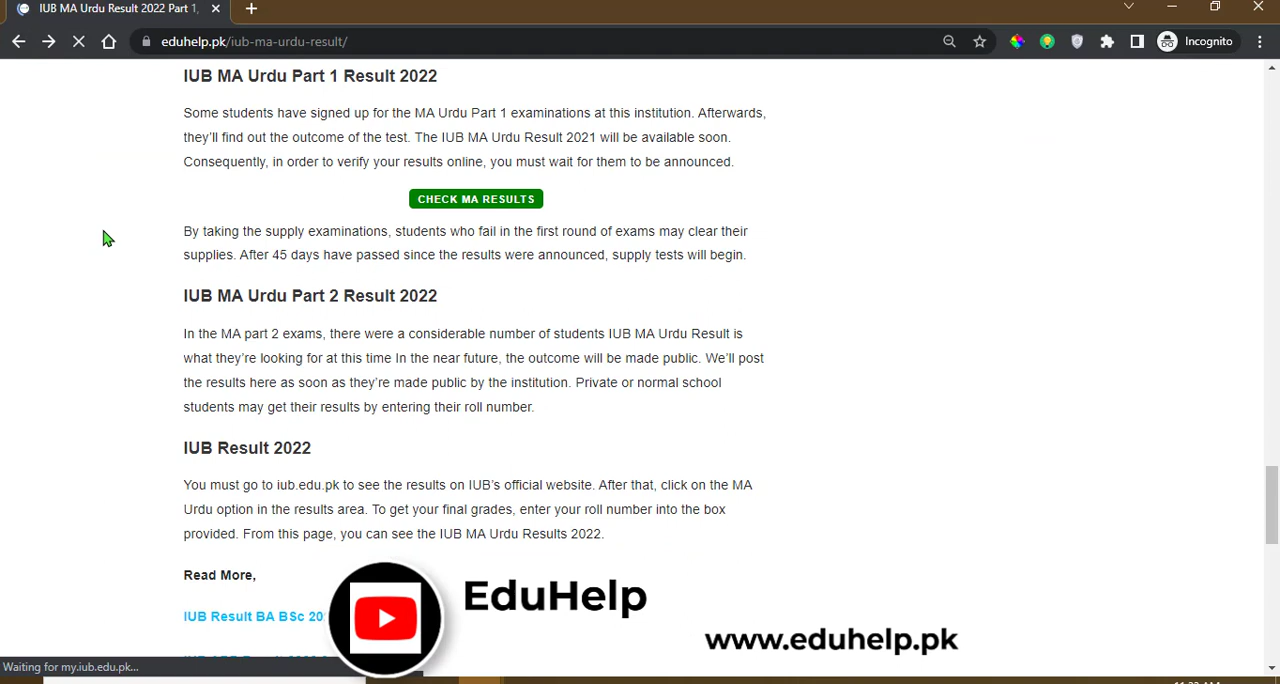 IUB MA Urdu Result 2022 Part 1,
eduhelp.pk/iub-ma-urdu-result/
Incognito
IUB MA Urdu Part 1 Result 2022
Some students have signed up for the MA Urdu Part 1 examinations at this institution. Afterwards,
they’ll find out the outcome of the test. The IUB MA Urdu Result 2021 will be available soon.
Consequently, in order to verify your results online, you must wait for them to be announced.
CHECK MA RESULTS
By taking the supply examinations, students who fail in the first round of exams may clear their
supplies. After 45 days have passed since the results were announced, supply tests will begin.
IUB MA Urdu Part 2 Result 2022
In the MA part 2 exams, there were a considerable number of students IUB MA Urdu Result is
what they’re looking for at this time In the near future, the outcome will be made public. We’ll post
the results here as soon as they’re made public by the institution. Private or normal school
students may get their results by entering their roll number.
IUB Result 2022
You must go to iub.edu.pk to see the results on IUB’s official website. After that, click on the MA
Urdu option in the results area. To get your final grades, enter your roll number into the box
provided. From this page, you can see the IUB MA Urdu Results 2022.
Read More,
IUB Result BA BSc 20
EduHelp
www.eduhelp.pk
Waiting for my.iub.edu.pk...